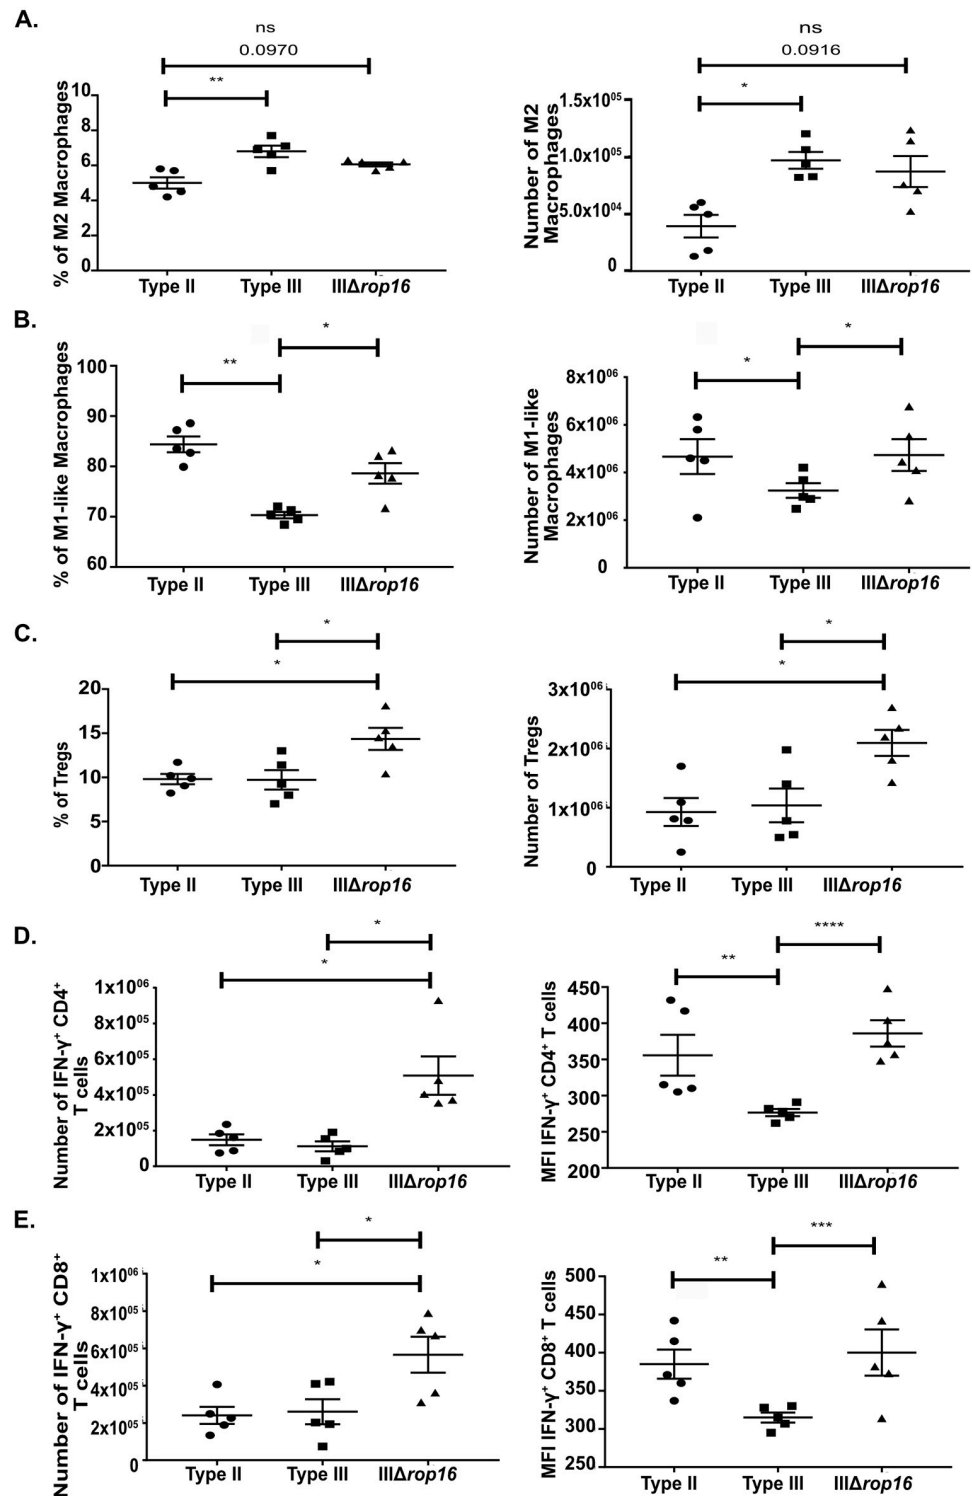 A.
ns
0.0970
**
% of M2 Macrophages
10
8
6
4
2
0
Type II Type III IIIΔrop16
ns
0.0916
*
Number of M2
Macrophages
1.5x10⁰⁵
1.0x10⁰⁵
5.0x10⁰⁴
0
Type II Type III IIIΔrop16
B.
*
**
% of M1-like Macrophages
100
90
80
70
60
Type II Type III IIIΔrop16
*
*
Number of M1-like
Macrophages
8x10⁰⁶
6x10⁰⁶
4x10⁰⁶
2x10⁰⁶
0
Type II Type III IIIΔrop16
C.
*
*
% of Tregs
20
15
10
5
0
Type II Type III IIIΔrop16
*
*
Number of Tregs
3x10⁰⁶
2x10⁰⁶
1x10⁰⁶
0
Type II Type III IIIΔrop16
D.
*
*
Number of IFN-γ⁺ CD4⁺
T cells
1x10⁰⁶
8x10⁰⁵
6x10⁰⁵
4x10⁰⁵
2x10⁰⁵
0
Type II Type III IIIΔrop16
****
**
MFI IFN-γ⁺ CD4⁺ T cells
450
400
350
300
250
200
Type II Type III IIIΔrop16
E.
*
*
Number of IFN-γ⁺ CD8⁺
T cells
1x10⁰⁶
8x10⁰⁵
6x10⁰⁵
4x10⁰⁵
2x10⁰⁵
0
Type II Type III IIIΔrop16
***
**
MFI IFN-γ⁺ CD8⁺ T cells
500
450
400
350
300
250
Type II Type III IIIΔrop16